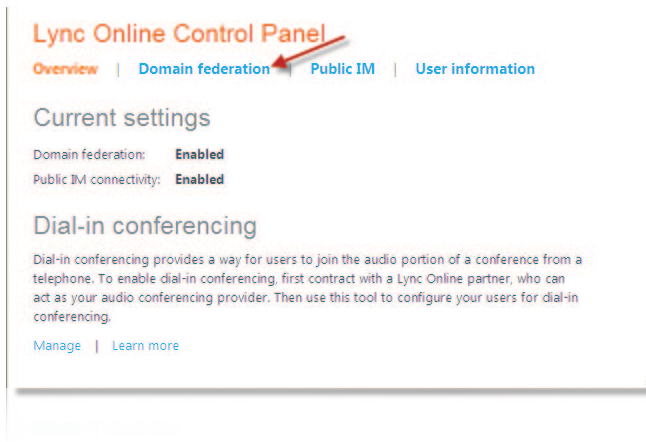 Lync Online Control Panel
Overview | Domain federation | Public IM | User information
Current settings
Domain federation: Enabled
Public IM connectivity: Enabled
Dial-in conferencing
Dial-in conferencing provides a way for users to join the audio portion of a conference from a
telephone. To enable dial-in conferencing, first contract with a Lync Online partner, who can
act as your audio conferencing provider. Then use this tool to configure your users for dial-in
conferencing.
Manage | Learn more